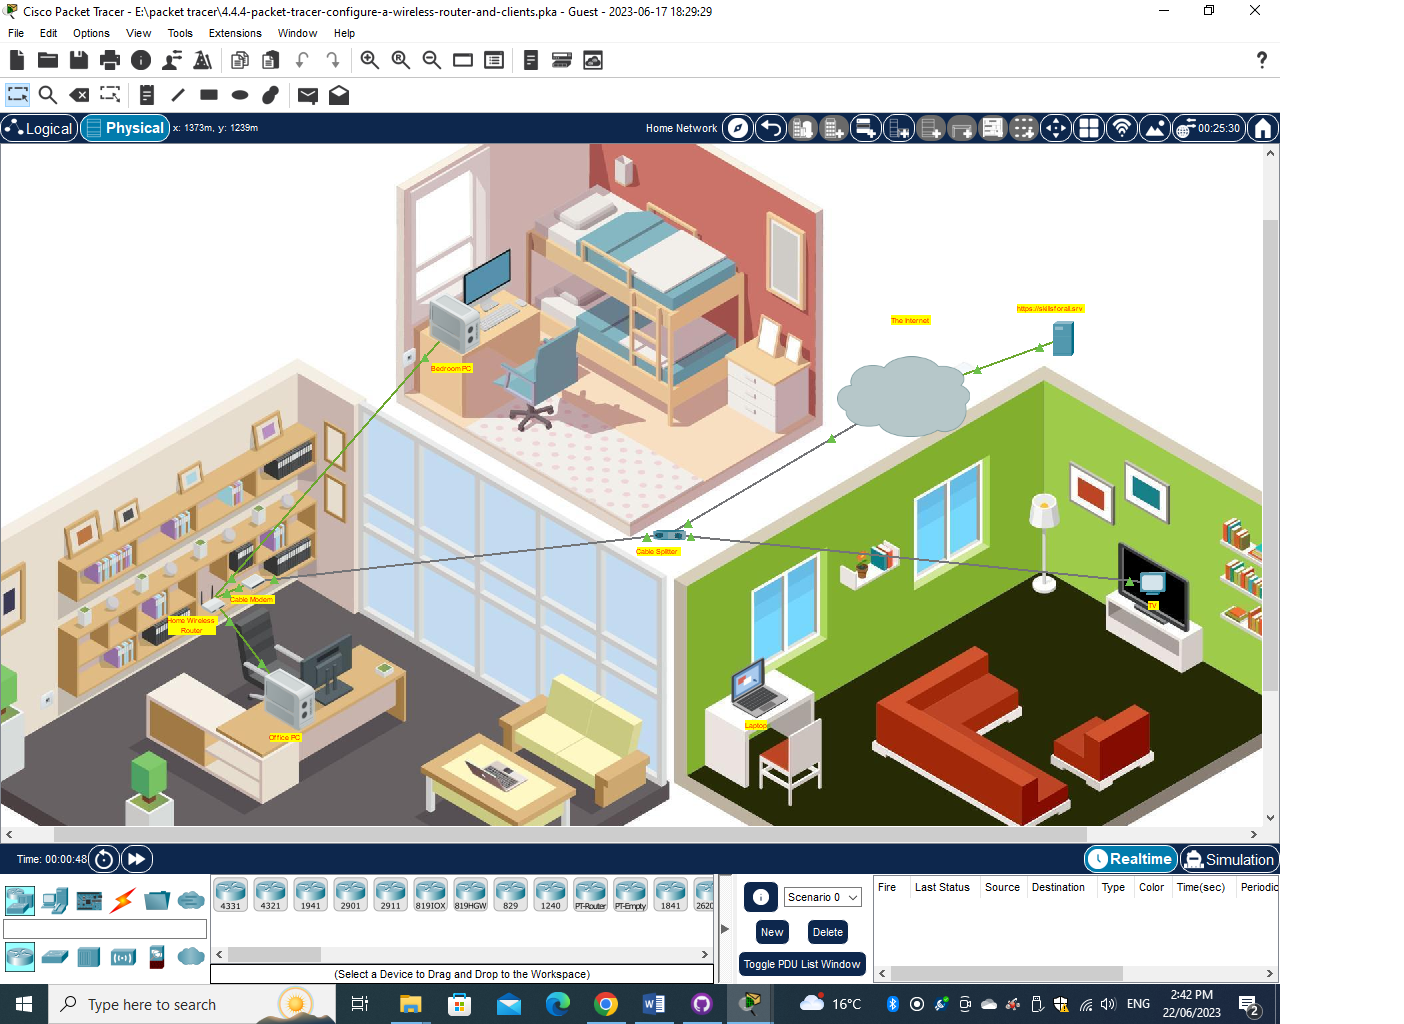 Cisco Packet Tracer - E:\packet tracer\4.4.4-packet-tracer-configure-a-wireless-router-and-clients.pka - Guest - 2023-06-17 18:29:29
File Edit Options View Tools Extensions Window Help
Logical Physical x: 1373m, y: 1239m Home Network 00:25:30
https://skillsforall.srv
The Internet
Bedroom PC
Cable Splitter
TV
Cable Modem
Home Wireless
Router
Laptop
Office PC
Time: 00:00:48 Realtime Simulation
4331 4321 1941 2901 2911 819IOX 819HGW 829 1240 PT-Router PT-Empty 1841 2620
Scenario 0
Fire Last Status Source Destination Type Color Time(sec) Periodic
New Delete
Toggle PDU List Window
(Select a Device to Drag and Drop to the Workspace)
Type here to search
16°C
ENG
2:42 PM
22/06/2023
2